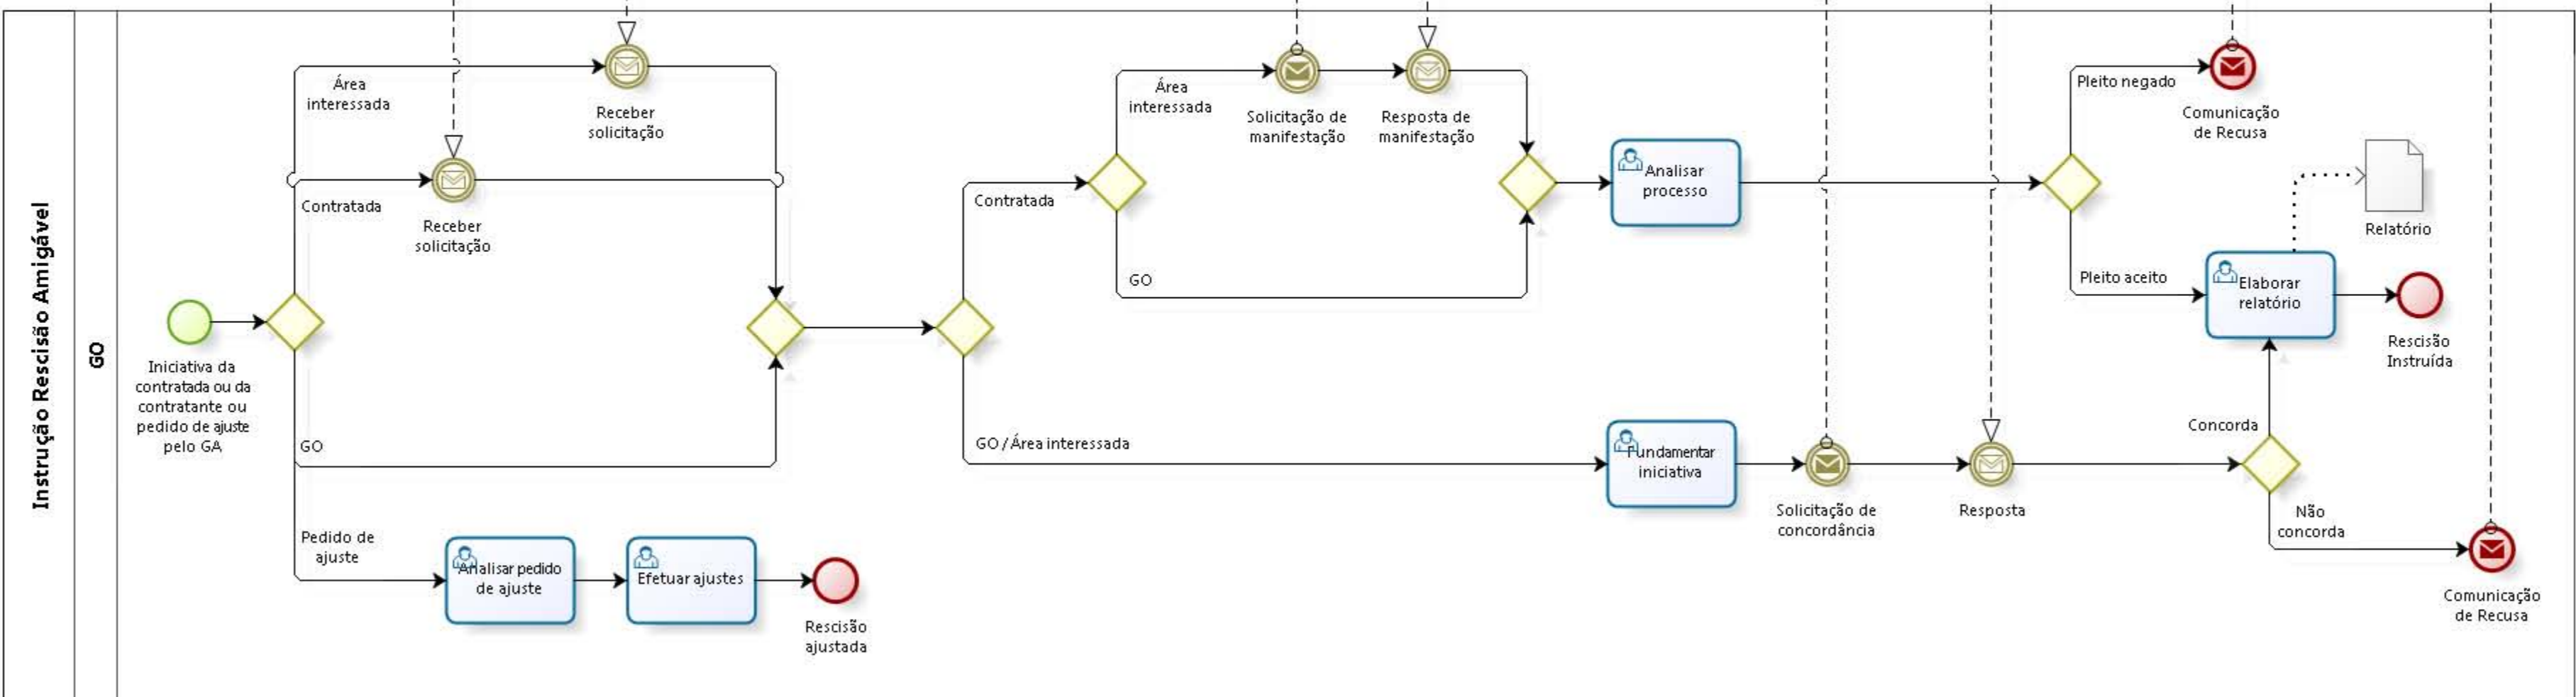 Instrução Rescisão Amigável
GO
Iniciativa da
contratada ou da
contratante ou
pedido de ajuste
pelo GA
Área
interessada
Receber
solicitação
Contratada
Receber
solicitação
GO
Pedido de
ajuste
Analisar pedido
de ajuste
Efetuar ajustes
Rescisão
ajustada
Contratada
Área
interessada
Solicitação de
manifestação
Resposta de
manifestação
GO
Analisar
processo
GO / Área interessada
Fundamentar
iniciativa
Solicitação de
concordância
Resposta
Pleito negado
Comunicação
de Recusa
Pleito aceito
Elaborar
relatório
Relatório
Rescisão
Instruída
Concorda
Não
concorda
Comunicação
de Recusa